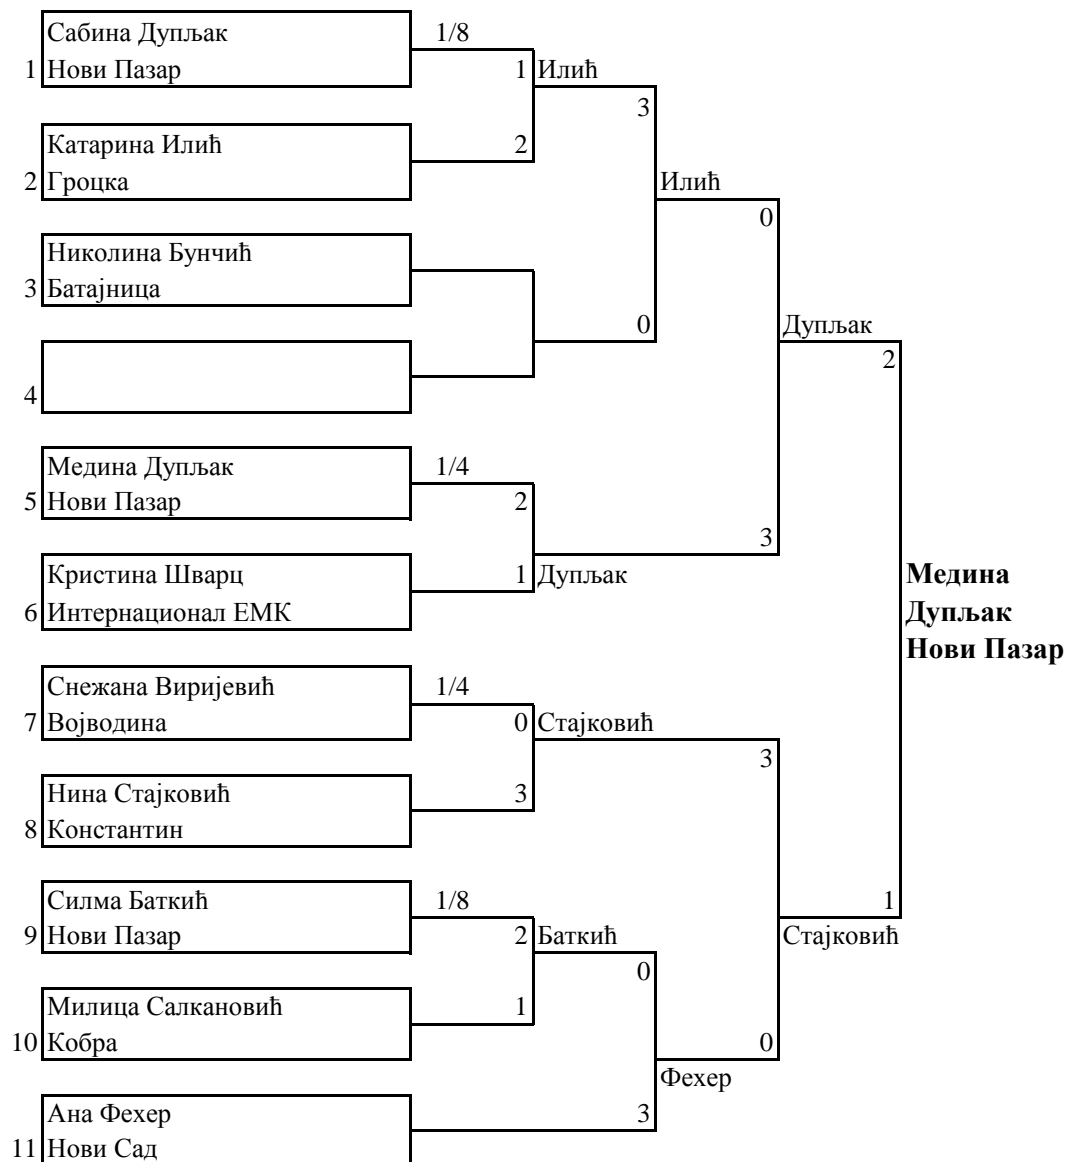 Сабина Дупљак 1/8
1 Нови Пазар 1 Илић
3
Катарина Илић 2
2 Гроцка Илић
0
Николина Бунчић
3 Батајница
0 Дупљак
2
4
Медина Дупљак 1/4
5 Нови Пазар 2
3
Кристина Шварц 1 Дупљак Медина
6 Интернационал ЕМК Дупљак
Нови Пазар
Снежана Виријевић 1/4
7 Војводина 0 Стајковић
3
Нина Стајковић 3
8 Константин
Силма Баткић 1/8 1
9 Нови Пазар 2 Баткић Стајковић
0
Милица Салкановић 1
10 Кобра 0
Фехер
Ана Фехер 3
11 Нови Сад